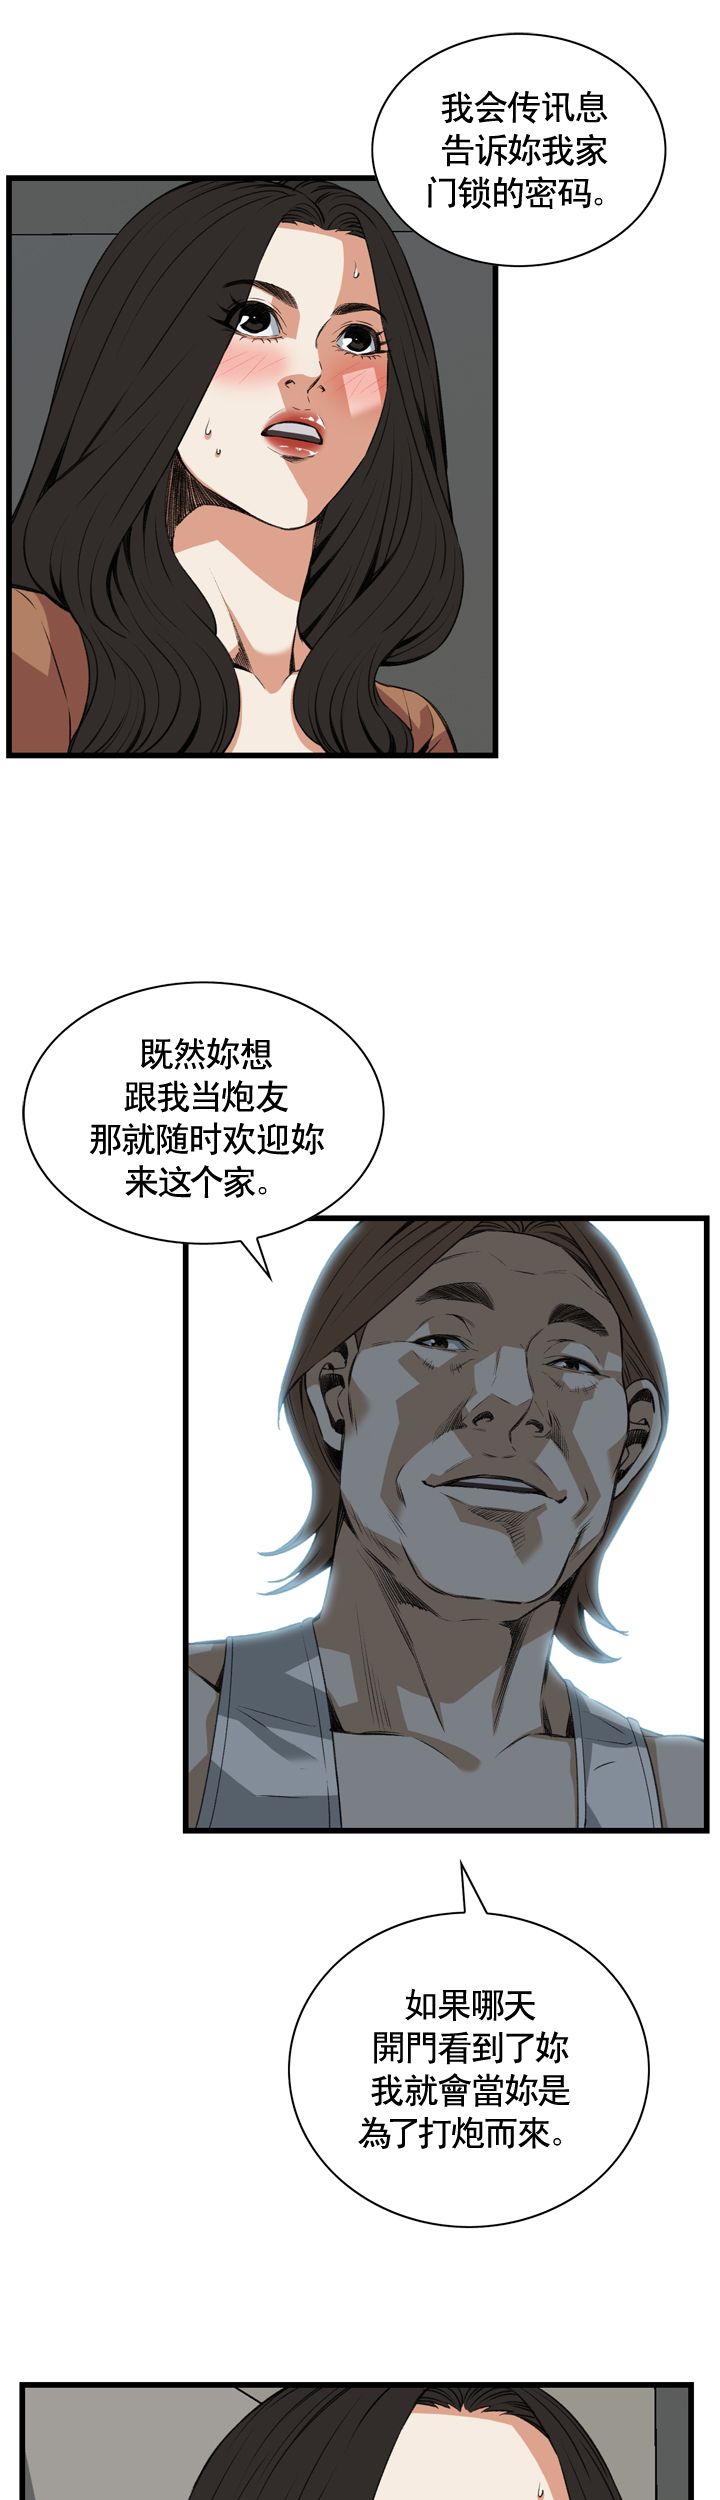 我会传讯息
告诉妳我家
门锁的密码。
既然妳想
跟我当炮友
那就随时欢迎妳
来这个家。
如果哪天
開門看到了妳
我就會當妳是
為了打炮而來。